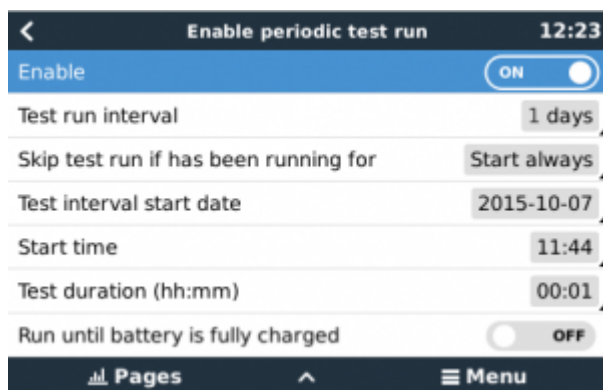 Enable periodic test run 12:23
Enable ON
Test run interval 1 days
Skip test run if has been running for Start always
Test interval start date 2015-10-07
Start time 11:44
Test duration (hh:mm) 00:01
Run until battery is fully charged OFF
Pages Menu